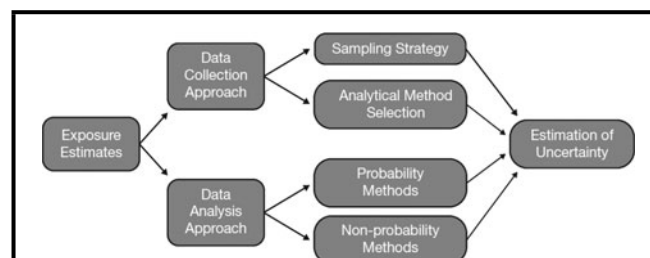 Data
Collection
Approach
Sampling Strategy
Analytical Method
Selection
Exposure
Estimates
Estimation of
Uncertainty
Data
Analysis
Approach
Probability
Methods
Non-probability
Methods